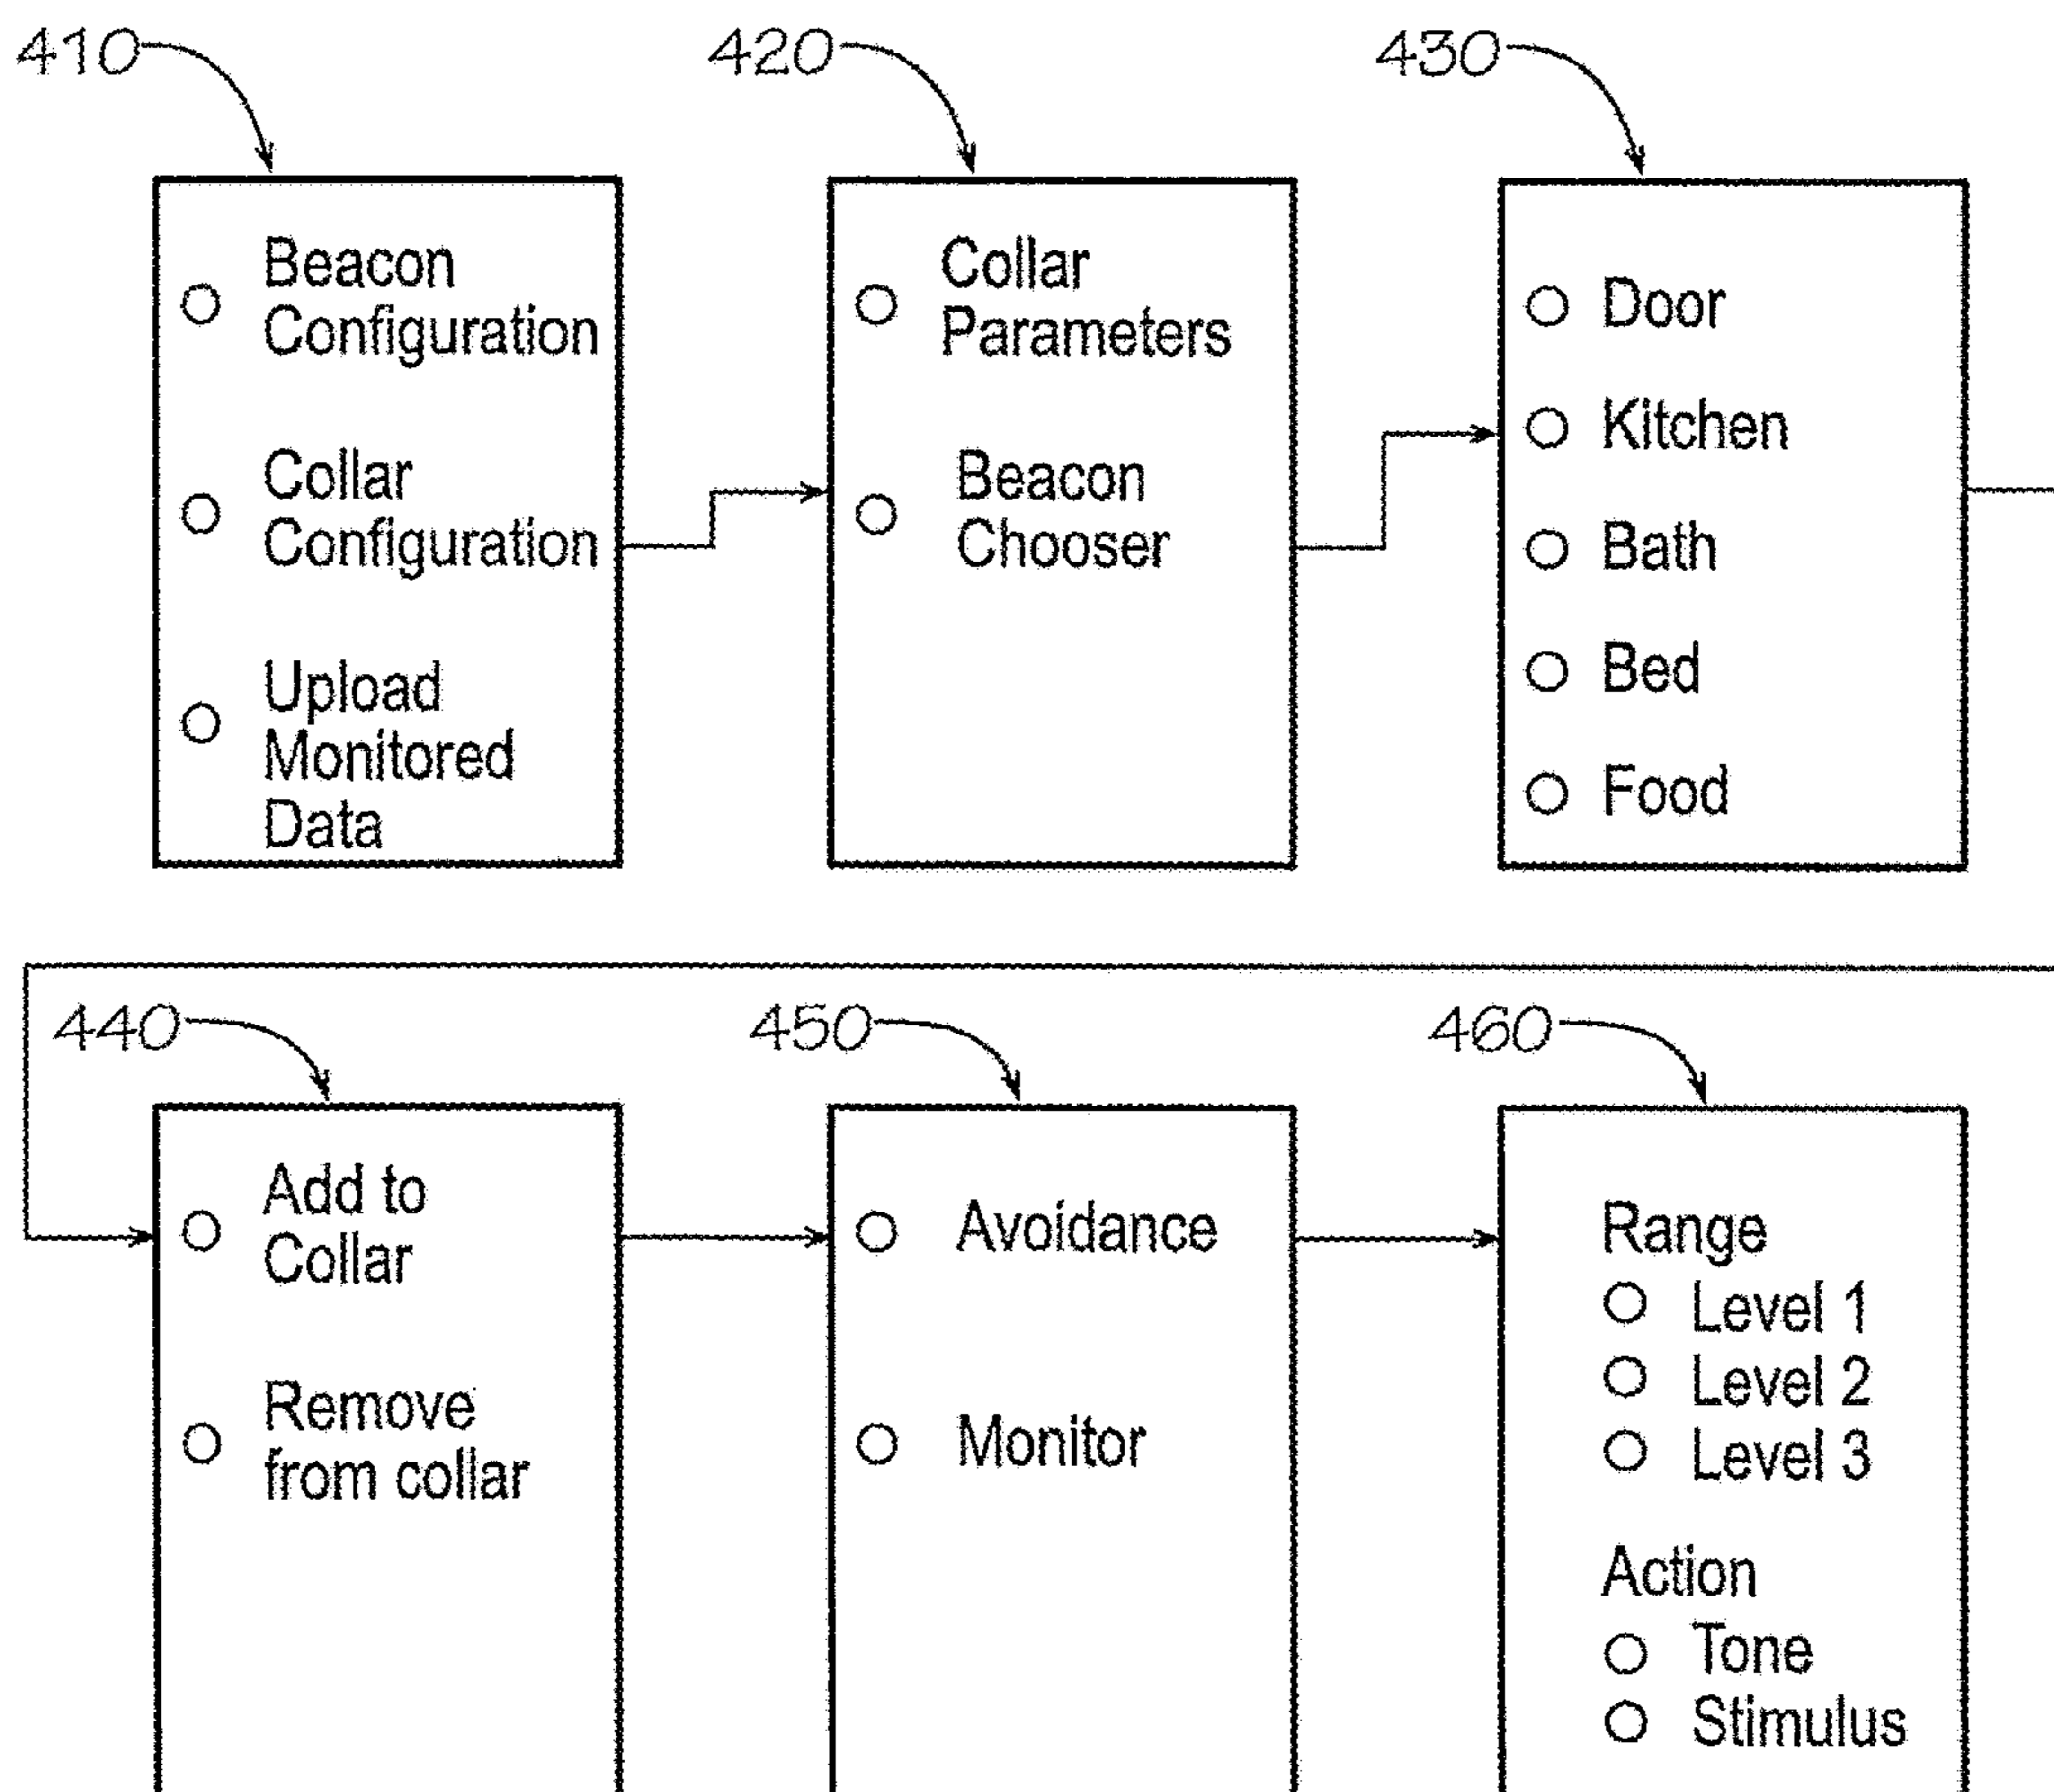 410
420
430
Beacon
Configuration
Collar
Configuration
Upload
Monitored
Data
Collar
Parameters
Beacon
Chooser
Door
Kitchen
Bath
Bed
Food
440
450
460
Add to
Collar
Remove
from collar
Avoidance
Monitor
Range
Level 1
Level 2
Level 3
Action
Tone
Stimulus